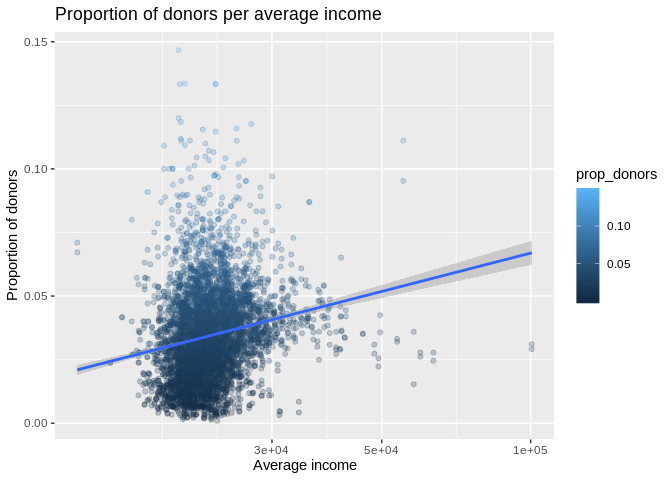 Proportion of donors per average income
0.15
0.10
0.05
0.00
Proportion of donors
3e+04 5e+04 1e+05
Average income
prop_donors
0.10
0.05